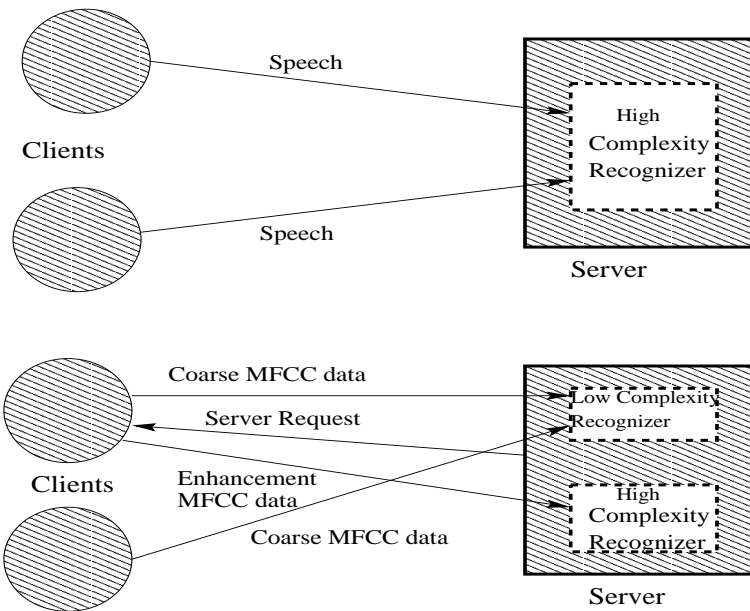 Speech
High
Complexity
Recognizer
Clients
Speech
Server
Coarse MFCC data
Low Complexity
Server Request
Recognizer
Enhancement
MFCC data
Clients
High
Complexity
Recognizer
Coarse MFCC data
Server